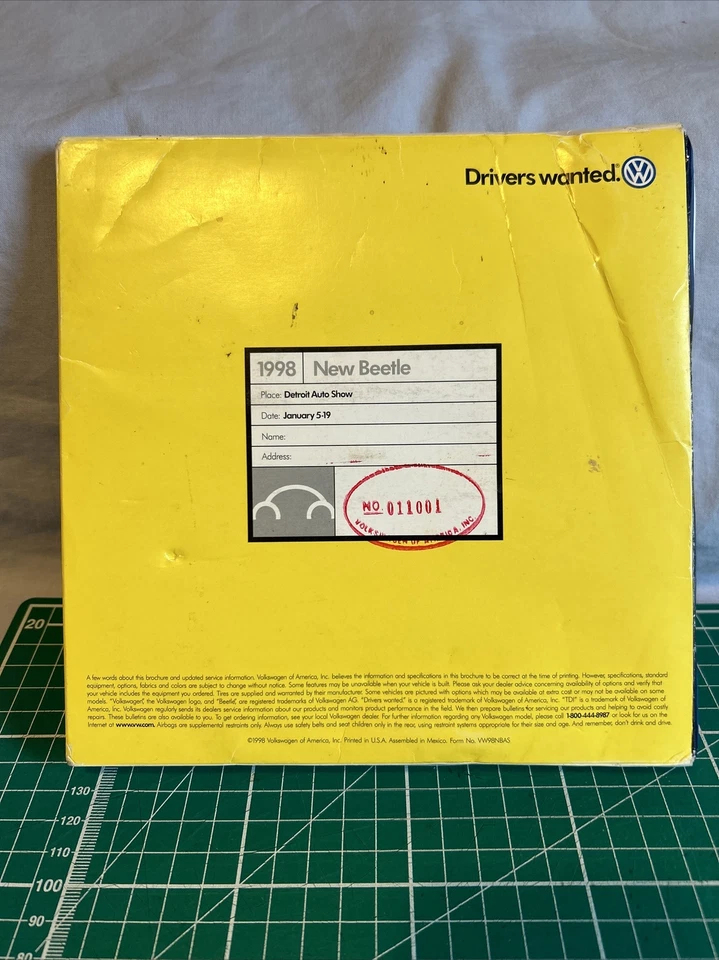 Drivers wanted.®
1998 New Beetle
Place: Detroit Auto Show
Date: January 5-19
Name:
Address:
NO. 011001
VOLKSWAGEN OF AMERICA, INC.
A few words about this brochure and updated service information. Volkswagen of America, Inc. believes the information and specifications in this brochure to be correct at the time of printing. However, specifications, standard
equipment, options, fabrics and colors are subject to change without notice. Some features may be unavailable when your vehicle is built. Please ask your dealer advice concerning availability of options and verify that
your vehicle includes the equipment you ordered. Tires are supplied and warranted by their manufacturer. Some vehicles are pictured with options which may be available at extra cost or may not be available on some
models. "Volkswagen", the Volkswagen logo, and "Beetle" are registered trademarks of Volkswagen AG. "Drivers wanted." is a registered trademark of Volkswagen of America, Inc. "TDI" is a trademark of Volkswagen of
America, Inc. Volkswagen regularly sends its dealers service information about our products and monitors product performance in the field. We then prepare bulletins for servicing our products and helping to avoid costly
repairs. These bulletins are also available to you. To get ordering information, see your local Volkswagen dealer. For further information regarding any Volkswagen model, please call 1-800-444-8987 or look for us on the
Internet at www.vw.com. Airbags are supplemental restraints only. Always use safety belts and seat children only in the rear, using restraint systems appropriate for their size and age. And remember, don't drink and drive.
©1998 Volkswagen of America, Inc. Printed in U.S.A. Assembled in Mexico. Form No. VW98NBAS
20
130
120
110
100
90
80